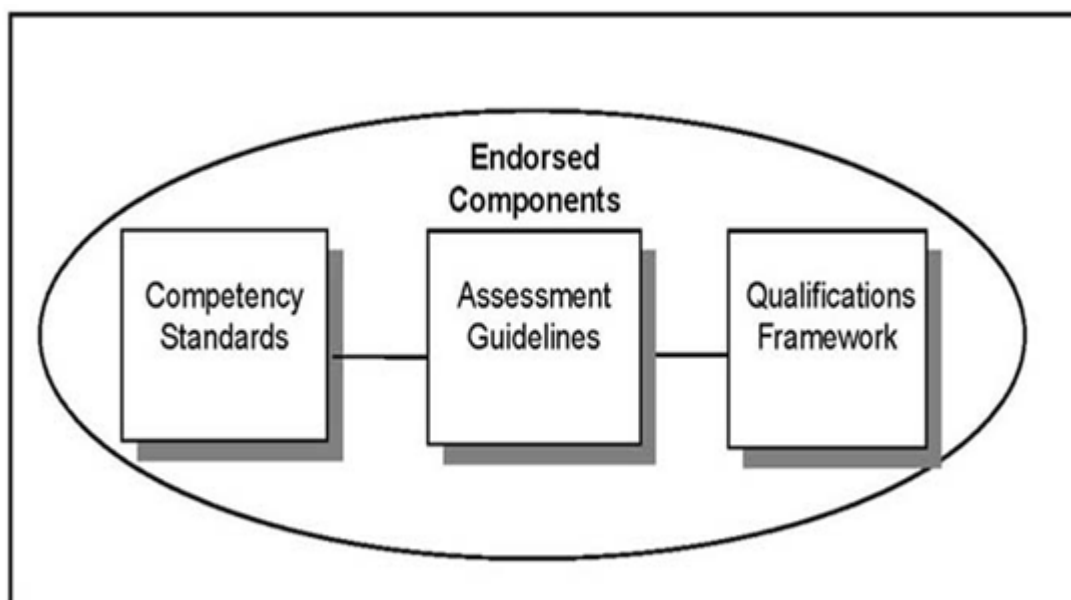 Endorsed
Components
Competency
Standards
Assessment
Guidelines
Qualifications
Framework